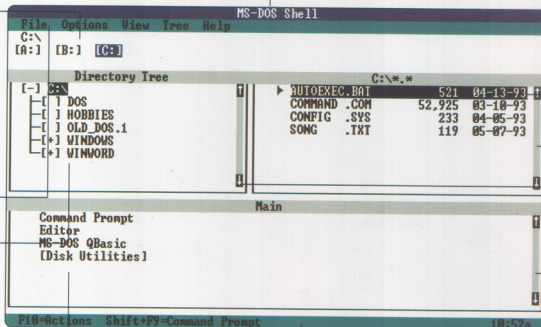 MS-DOS Shell
File Options View Tree Help
C:\
[A:] [B:] [C:]
Directory Tree
[-] C:\
[ ] DOS
[ ] HOBBIES
[ ] OLD_DOS.1
[+] WINDOWS
[+] WINWORD
C:\*.*
AUTOEXEC.BAT 521 04-13-93
COMMAND .COM 52,925 03-10-93
CONFIG .SYS 233 04-05-93
SONG .TXT 119 05-07-93
Main
Command Prompt
Editor
MS-DOS QBasic
[Disk Utilities]
F10=Actions Shift+F9=Command Prompt 10:52a